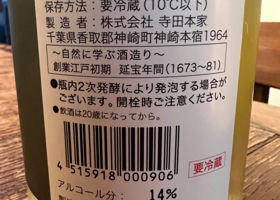 保存方法：要冷蔵(10℃以下)
製造者：株式会社 寺田本家
千葉県香取郡神崎町神崎本宿1964
～自然に学ぶ酒造り～
創業江戸初期 延宝年間(1673~81)
●瓶内2次発酵により発泡する場合が
ございます。開栓時ご注意ください。
●飲酒は20歳になってから。
4515918000906
要冷蔵
アルコール分： 14%